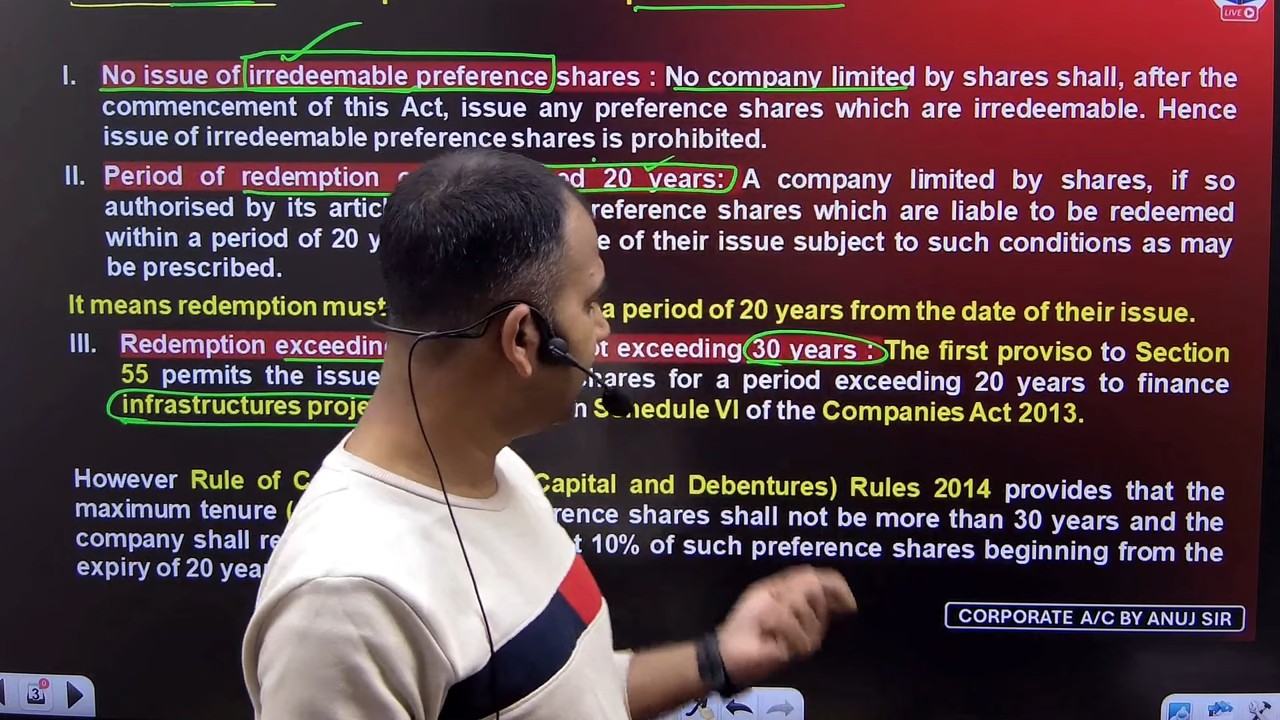 LIVE
I. No issue of irredeemable preference shares : No company limited by shares shall, after the
commencement of this Act, issue any preference shares which are irredeemable. Hence
issue of irredeemable preference shares is prohibited.
II. Period of redemption 20 years: A company limited by shares, if so
authorised by its reference shares which are liable to be redeemed
within a period of 20 of their issue subject to such conditions as may
be prescribed.
It means redemption must a period of 20 years from the date of their issue.
III. Redemption exceeding 30 years : The first proviso to Section
55 permits the issue for a period exceeding 20 years to finance
infrastructures Schedule VI of the Companies Act 2013.
However Rule of Capital and Debentures) Rules 2014 provides that the
maximum tenure shares shall not be more than 30 years and the
company shall 10% of such preference shares beginning from the
expiry of 20
CORPORATE A/C BY ANUJ SIR
3